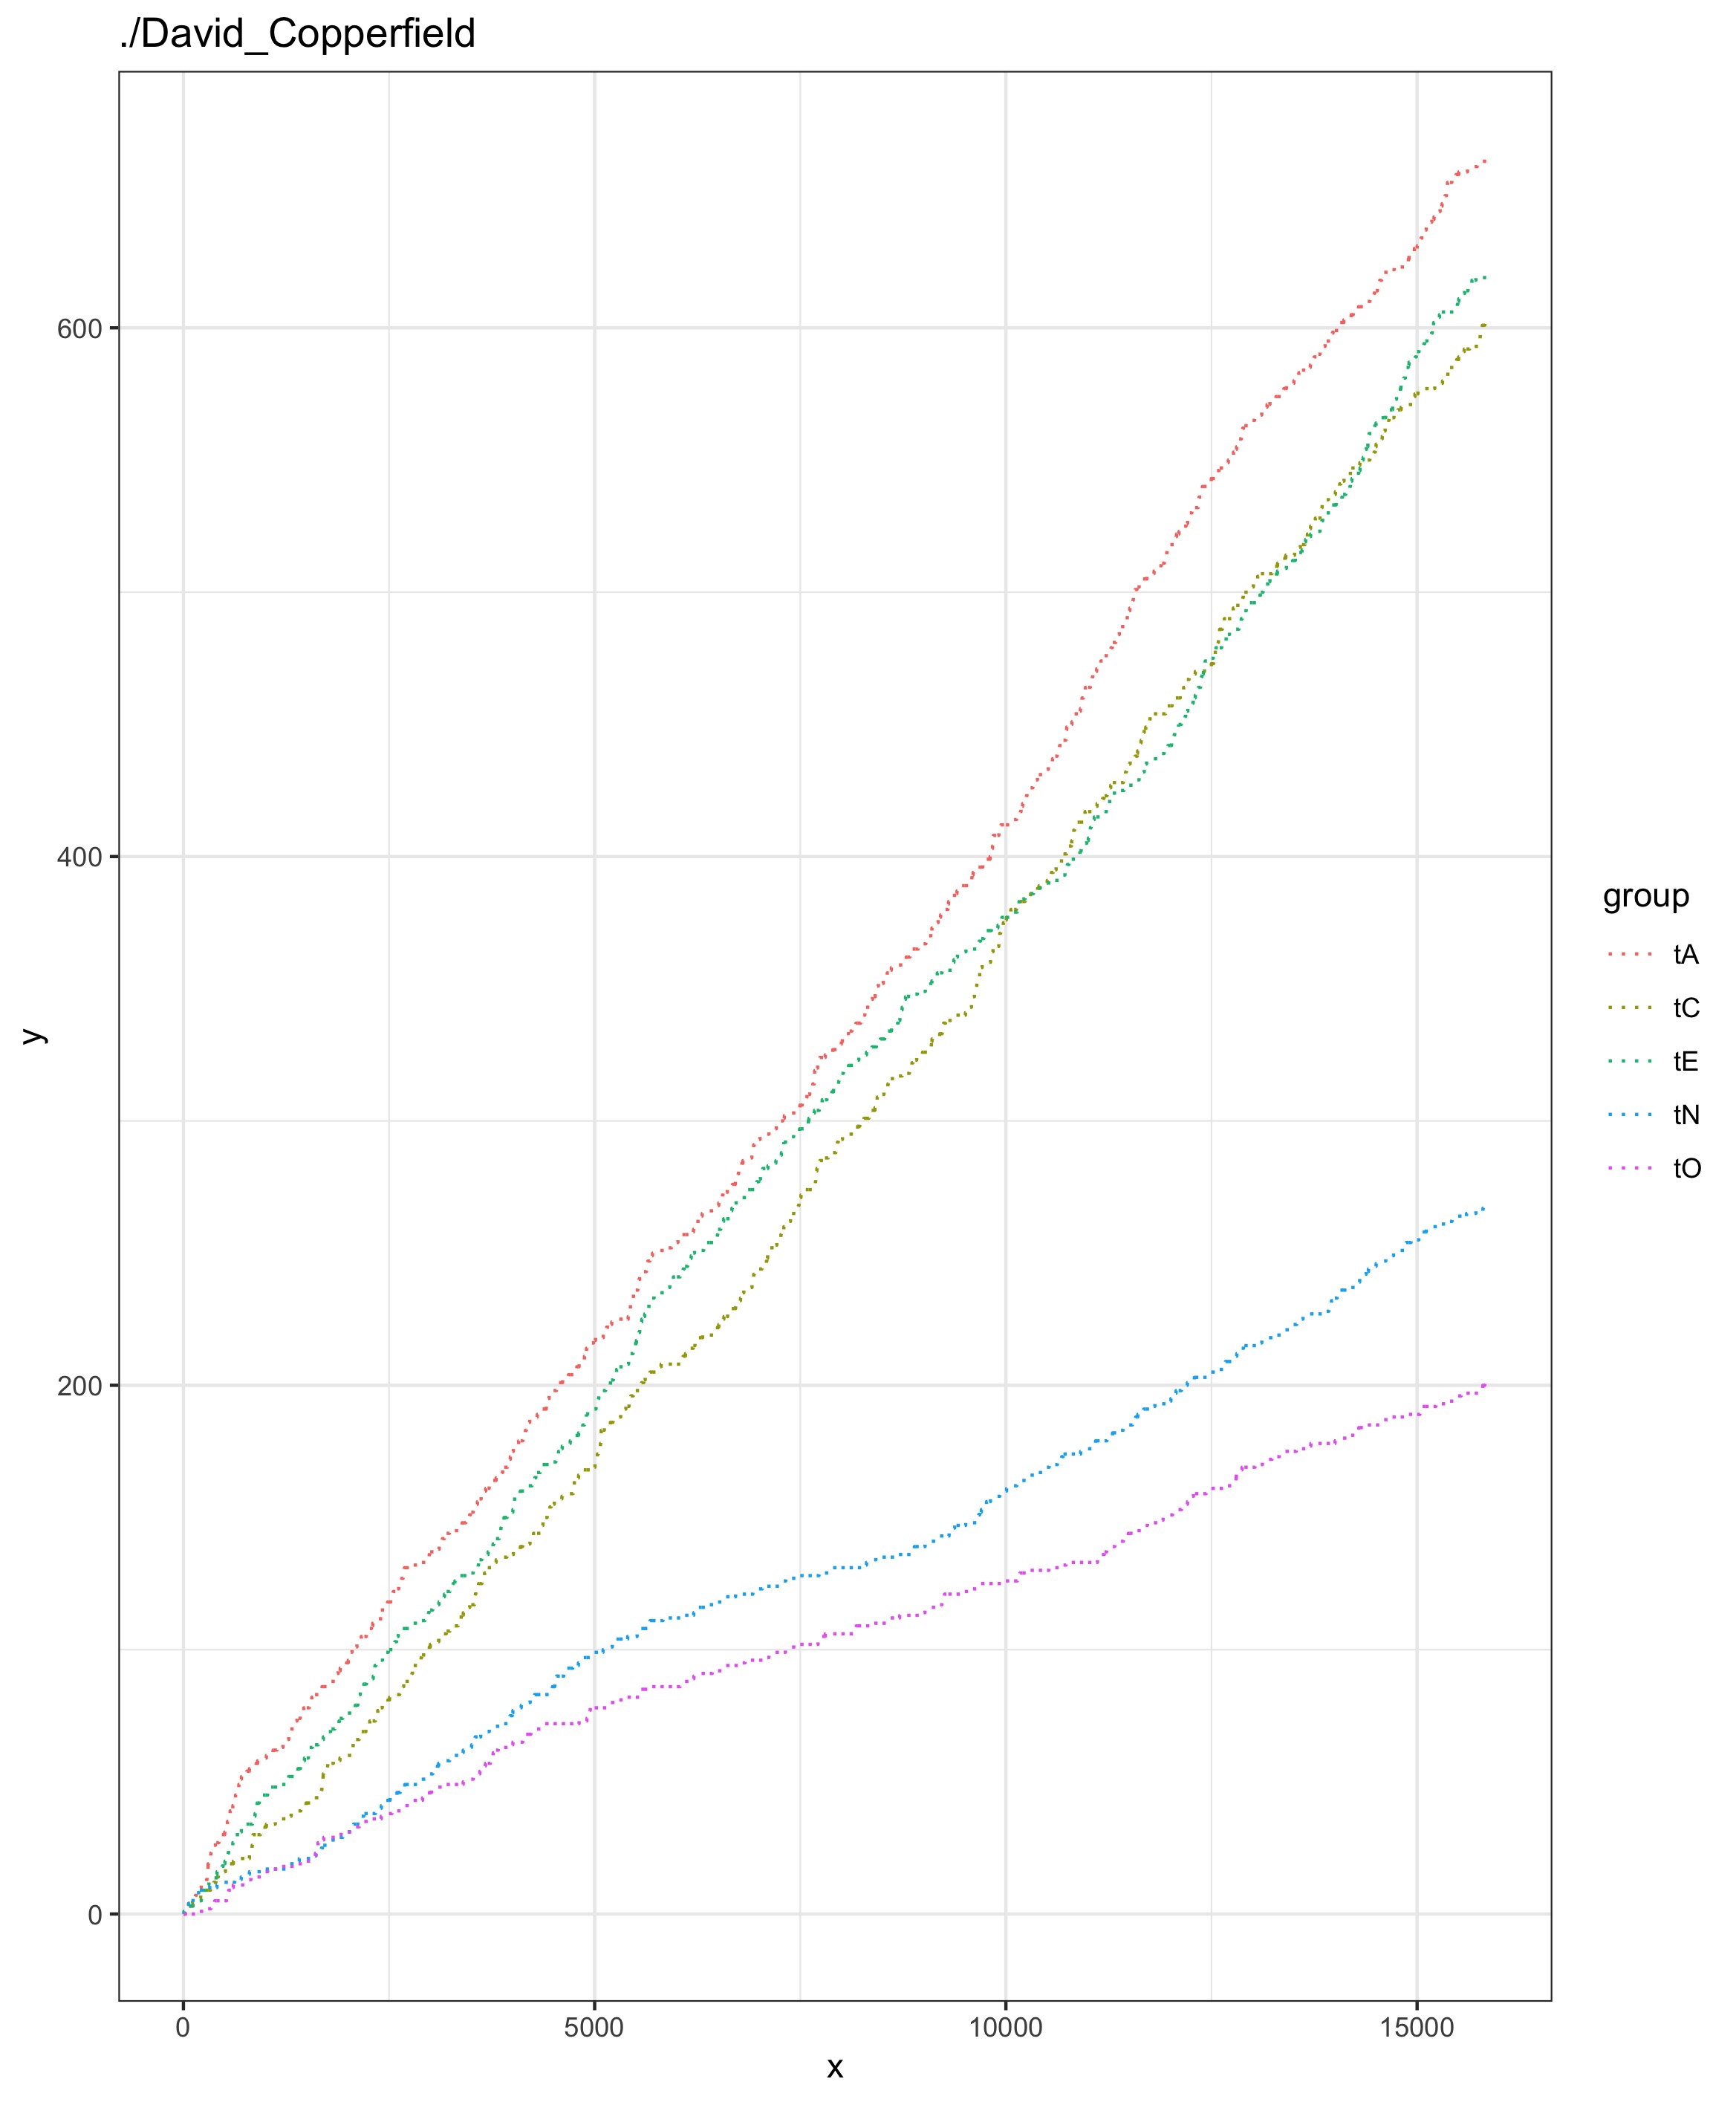 ./David_Copperfield
600
400
200
0
y
0 5000 10000 15000
x
group
tA
tC
tE
tN
tO